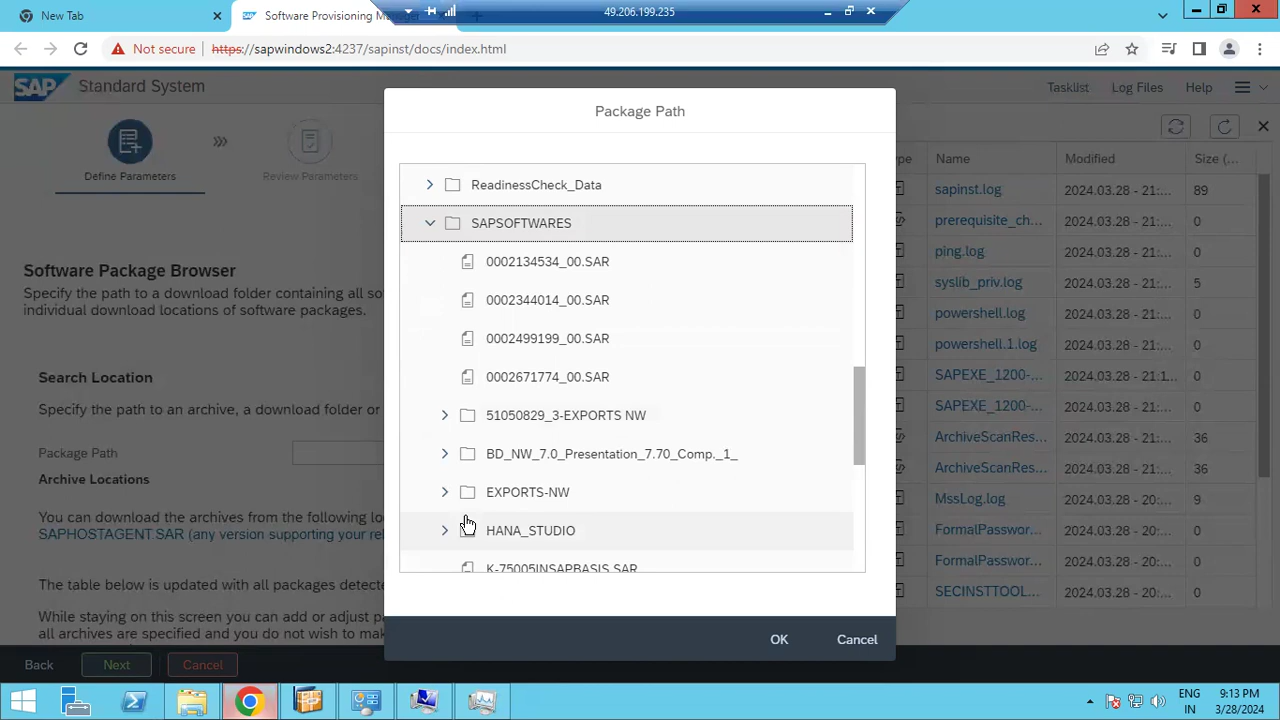 New Tab
Software Provisioning Manager
49.206.199.235
Not secure
https://sapwindows2:4237/sapinst/docs/index.html
SAP
Standard System
Tasklist
Log Files
Help
Define Parameters
Review Parameters
Software Package Browser
Specify the path to a download folder containing all so
individual download locations of software packages.
Search Location
Specify the path to an archive, a download folder or
Package Path
Archive Locations
You can download the archives from the following lo
SAPHOSTAGENT.SAR (any version supporting your rel
The table below is updated with all packages detecte
While staying on this screen you can add or adjust pa
all archives are specified and you do not wish to mak
Back
Next
Cancel
Package Path
ReadinessCheck_Data
SAPSOFTWARES
0002134534_00.SAR
0002344014_00.SAR
0002499199_00.SAR
0002671774_00.SAR
51050829_3-EXPORTS NW
BD_NW_7.0_Presentation_7.70_Comp._1_
EXPORTS-NW
HANA_STUDIO
K-75005INSAPBASIS.SAR
OK
Cancel
ype Name Modified Size (...
sapinst.log 2024.03.28 - 21:... 89
prerequisite_ch... 2024.03.28 - 21:... 0
ping.log 2024.03.28 - 21:... 0
syslib_priv.log 2024.03.28 - 21:... 5
powershell.log 2024.03.28 - 21:... 0
powershell.1.log 2024.03.28 - 21:... 0
SAPEXE_1200-... 2024.03.28 - 21:1... 0
SAPEXE_1200-... 2024.03.28 - 21:... 0
ArchiveScanRes... 2024.03.28 - 21:... 36
ArchiveScanRes... 2024.03.28 - 21:... 36
MssLog.log 2024.03.28 - 20:... 9
FormalPasswor... 2024.03.28 - 20:... 0
FormalPasswor... 2024.03.28 - 20:... 0
SECINSTTOOL... 2024.03.28 - 20:... 0
ENG
IN
9:13 PM
3/28/2024